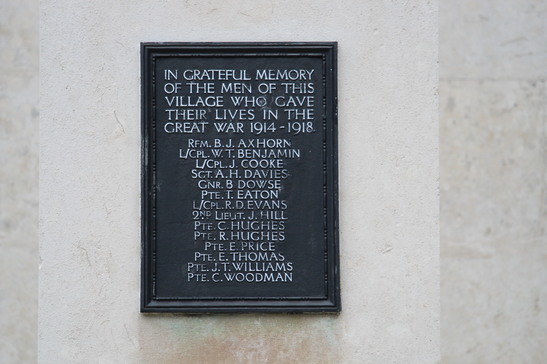 IN GRATEFUL MEMORY
OF THE MEN OF THIS
VILLAGE WHO GAVE
THEIR LIVES IN THE
GREAT WAR 1914-1918
RFM. B. J. AXHORN
L/CPL. W. T. BENJAMIN
L/CPL. J. COOKE
SGT. A. H. DAVIES
GNR. B DOWSE
PTE. T. EATON
L/CPL. R. D. EVANS
2ND LIEUT. J. HILL
PTE. C. HUGHES
PTE. R. HUGHES
PTE. E. PRICE
PTE. E. THOMAS
PTE. J. T. WILLIAMS
PTE. C. WOODMAN